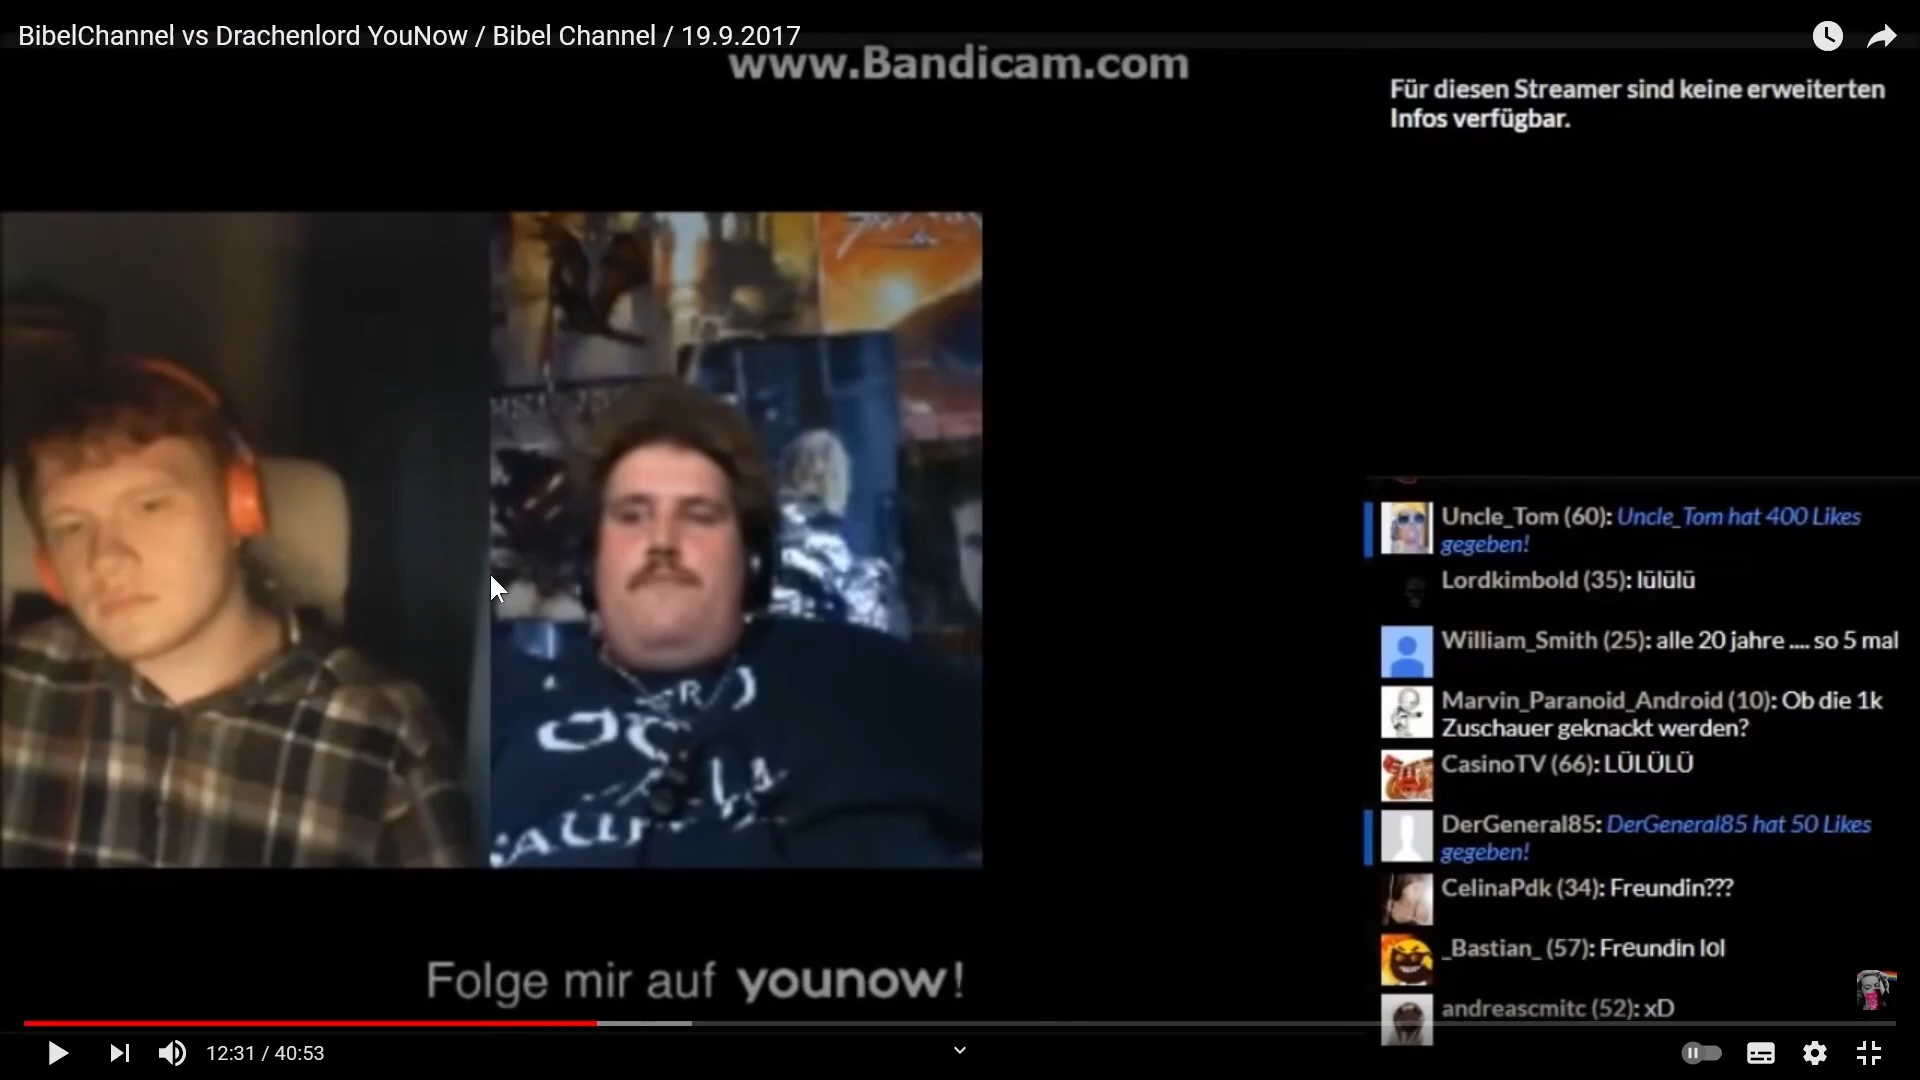 BibelChannel vs Drachenlord YouNow / Bibel Channel / 19.9.2017
www.Bandicam.com
Für diesen Streamer sind keine erweiterten
Infos verfügbar.
Uncle_Tom (60): Uncle_Tom hat 400 Likes
gegeben!
Lordkimbold (35): lülülü
William_Smith (25): alle 20 jahre .... so 5 mal
Marvin_Paranoid_Android (10): Ob die 1k
Zuschauer geknackt werden?
CasinoTV (66): LÜLÜLÜ
DerGeneral85: DerGeneral85 hat 50 Likes
gegeben!
CelinaPdk (34): Freundin???
_Bastian_ (57): Freundin lol
andreascmitc (52): xD
Folge mir auf younow!
12:31 / 40:53